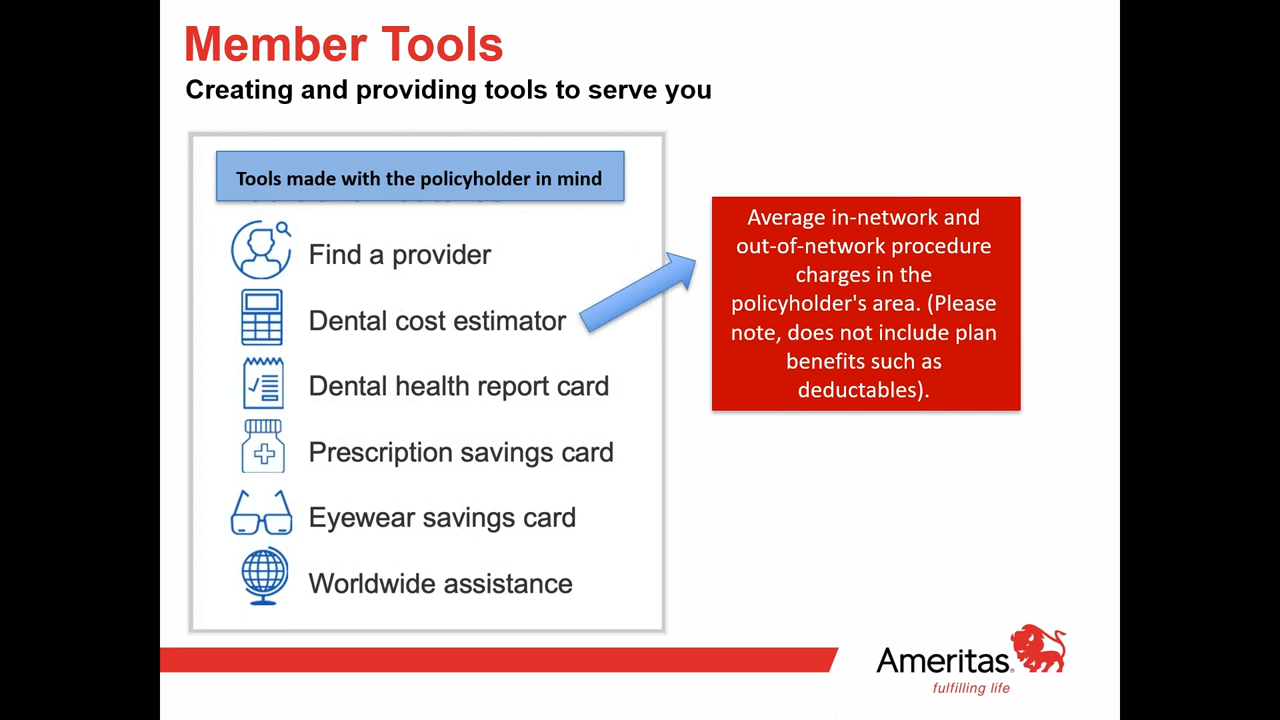 Member Tools
Creating and providing tools to serve you
Tools made with the policyholder in mind
Find a provider
Dental cost estimator
Dental health report card
Prescription savings card
Eyewear savings card
Worldwide assistance
Average in-network and
out-of-network procedure
charges in the
policyholder's area. (Please
note, does not include plan
benefits such as
deductables).
Ameritas
fulfilling life